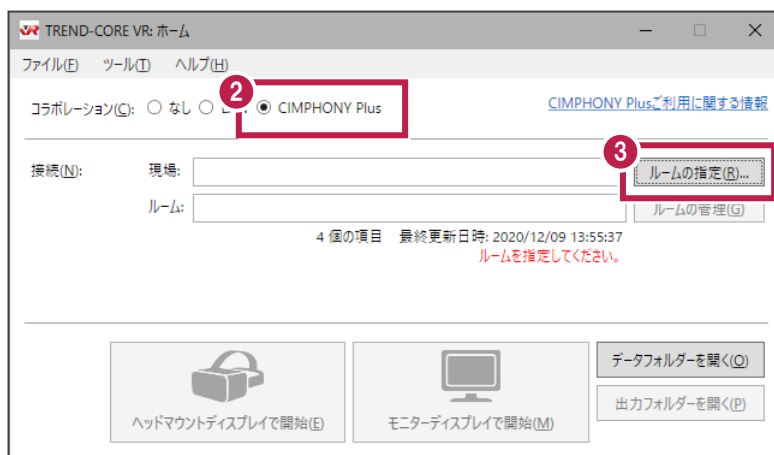 TREND-CORE VR: ホーム
ファイル(F) ツール(T) ヘルプ(H)
2
コラボレーション(C): なし CIMPHONY Plus CIMPHONY Plusご利用に関する情報
3
接続(N): 現場: ルームの指定(R)...
ルーム: ルームの管理(G)
4 個の項目 最終更新日時: 2020/12/09 13:55:37
ルームを指定してください。
データフォルダーを開く(O)
出力フォルダーを開く(P)
ヘッドマウントディスプレイで開始(E) モニターディスプレイで開始(M)